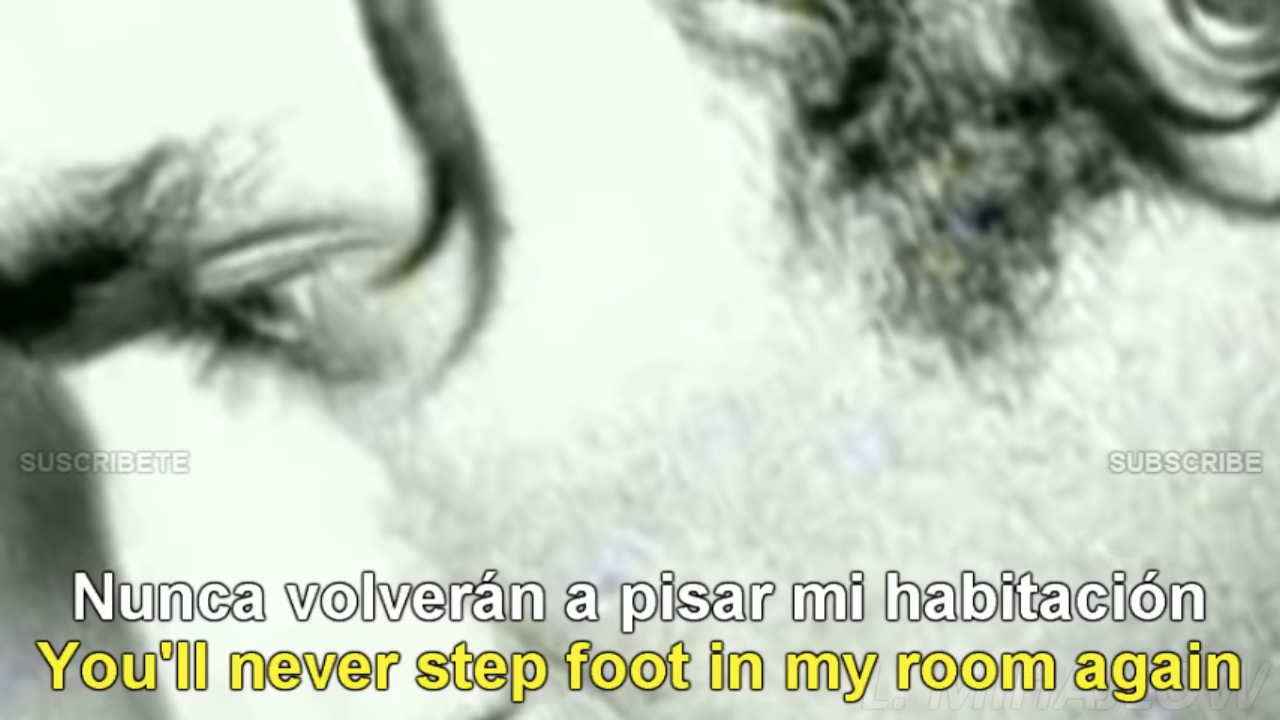 SUSCRIBETE
SUBSCRIBE
Nunca volverán a pisar mi habitación
You'll never step foot in my room again